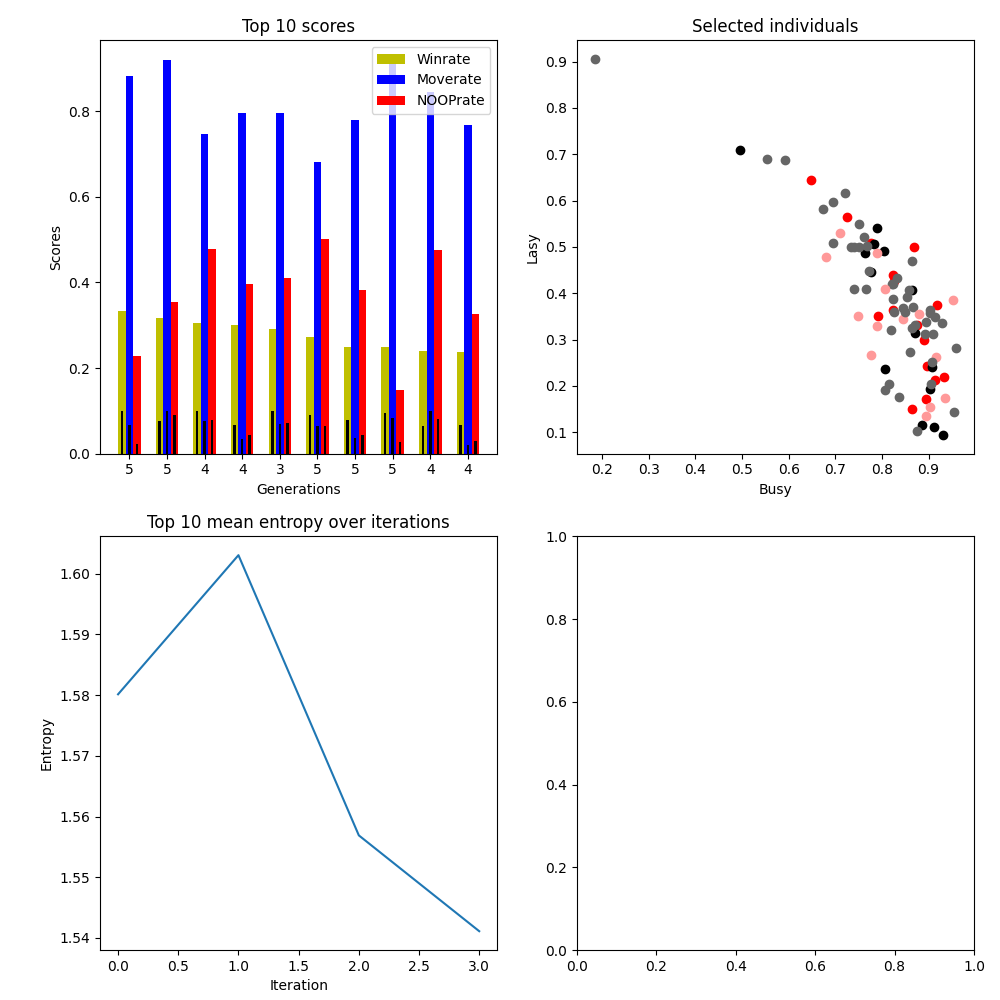 Top 10 scores
Winrate
Moverate
NOOPrate
Scores
0.8
0.6
0.4
0.2
0.0
5 5 4 4 3 5 5 5 4 4
Generations
Selected individuals
Lasy
0.9
0.8
0.7
0.6
0.5
0.4
0.3
0.2
0.1
0.2 0.3 0.4 0.5 0.6 0.7 0.8 0.9
Busy
Top 10 mean entropy over iterations
Entropy
1.60
1.59
1.58
1.57
1.56
1.55
1.54
0.0 0.5 1.0 1.5 2.0 2.5 3.0
Iteration
1.0
0.8
0.6
0.4
0.2
0.0
0.0 0.2 0.4 0.6 0.8 1.0